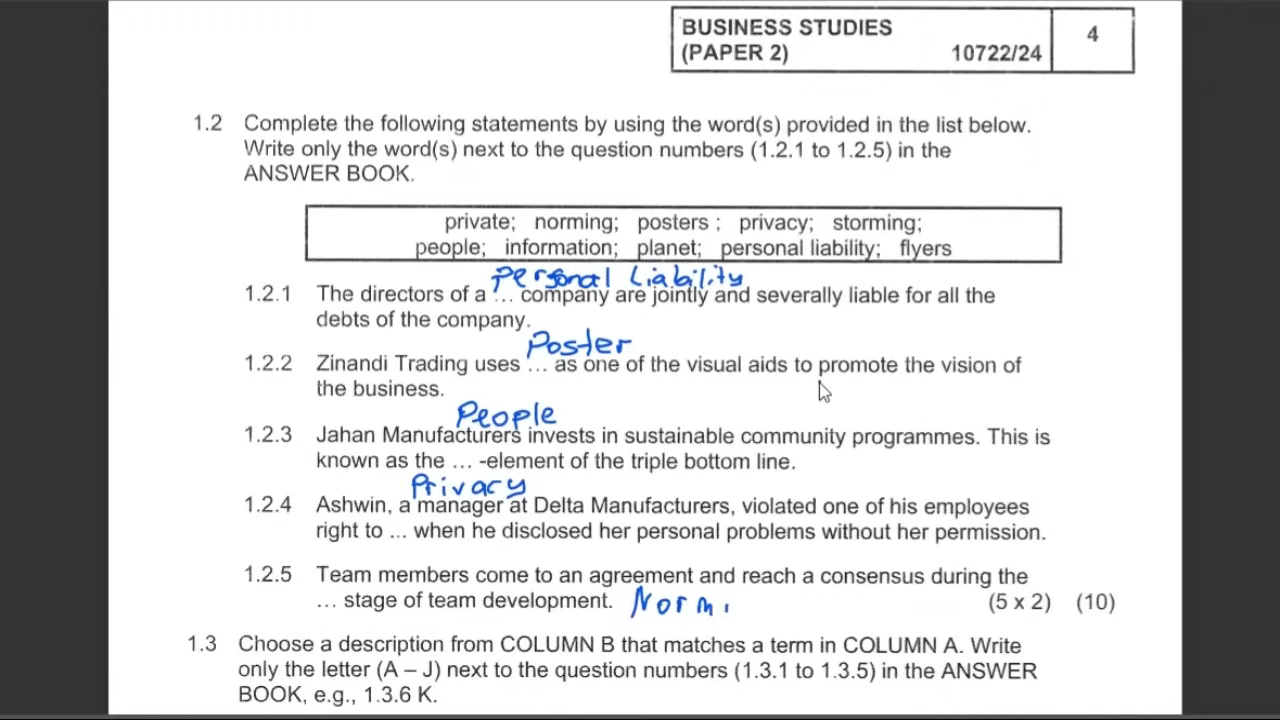 BUSINESS STUDIES
(PAPER 2) 10722/24
4
1.2 Complete the following statements by using the word(s) provided in the list below.
Write only the word(s) next to the question numbers (1.2.1 to 1.2.5) in the
ANSWER BOOK.
private; norming; posters ; privacy; storming;
people; information; planet; personal liability; flyers
Personal Liability
1.2.1 The directors of a ... company are jointly and severally liable for all the
debts of the company.
Poster
1.2.2 Zinandi Trading uses ... as one of the visual aids to promote the vision of
the business.
People
1.2.3 Jahan Manufacturers invests in sustainable community programmes. This is
known as the ... -element of the triple bottom line.
Privacy
1.2.4 Ashwin, a manager at Delta Manufacturers, violated one of his employees
right to ... when he disclosed her personal problems without her permission.
1.2.5 Team members come to an agreement and reach a consensus during the
... stage of team development. Normi (5 x 2) (10)
1.3 Choose a description from COLUMN B that matches a term in COLUMN A. Write
only the letter (A – J) next to the question numbers (1.3.1 to 1.3.5) in the ANSWER
BOOK, e.g., 1.3.6 K.